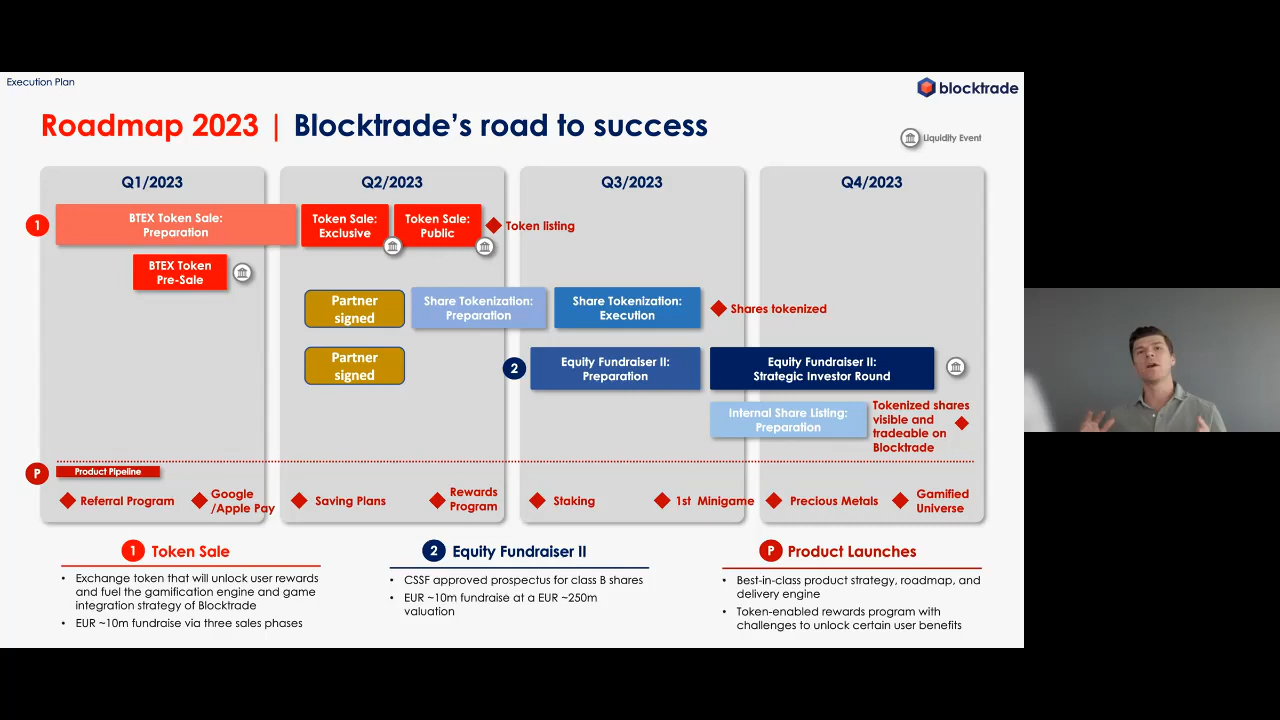 Execution Plan
blocktrade
Roadmap 2023 | Blocktrade's road to success
Liquidity Event
Q1/2023
Q2/2023
Q3/2023
Q4/2023
1
BTEX Token Sale:
Preparation
Token Sale:
Exclusive
Token Sale:
Public
Token listing
BTEX Token
Pre-Sale
Partner
signed
Share Tokenization:
Preparation
Share Tokenization:
Execution
Shares tokenized
Partner
signed
2
Equity Fundraiser II:
Preparation
Equity Fundraiser II:
Strategic Investor Round
Internal Share Listing:
Preparation
Tokenized shares
visible and
tradeable on
Blocktrade
P
Product Pipeline
Referral Program
Google
/Apple Pay
Saving Plans
Rewards
Program
Staking
1st Minigame
Precious Metals
Gamified
Universe
1 Token Sale
• Exchange token that will unlock user rewards
and fuel the gamification engine and game
integration strategy of Blocktrade
• EUR ~10m fundraise via three sales phases
2 Equity Fundraiser II
• CSSF approved prospectus for class B shares
• EUR ~10m fundraise at a EUR ~250m
valuation
P Product Launches
• Best-in-class product strategy, roadmap, and
delivery engine
• Token-enabled rewards program with
challenges to unlock certain user benefits